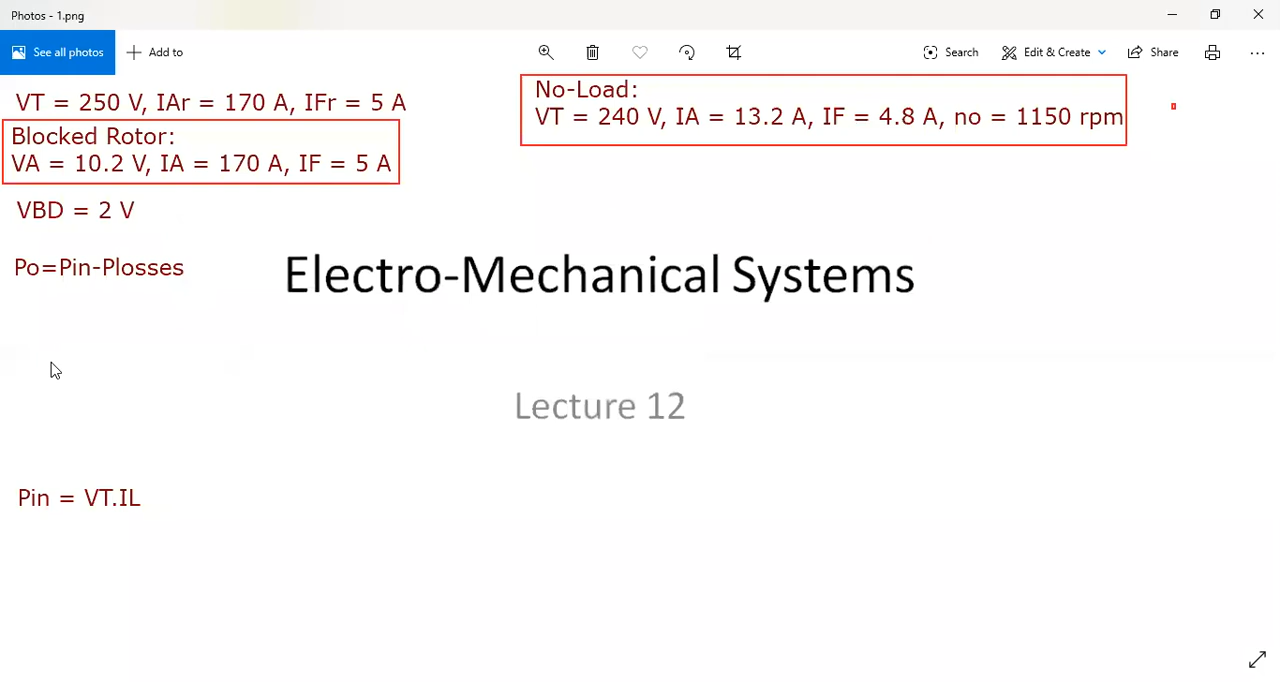 Photos - 1.png
See all photos
Add to
Search
Edit & Create
Share
VT = 250 V, IAr = 170 A, IFr = 5 A
Blocked Rotor:
VA = 10.2 V, IA = 170 A, IF = 5 A
No-Load:
VT = 240 V, IA = 13.2 A, IF = 4.8 A, no = 1150 rpm
VBD = 2 V
Po=Pin-Plosses
Electro-Mechanical Systems
Lecture 12
Pin = VT.IL